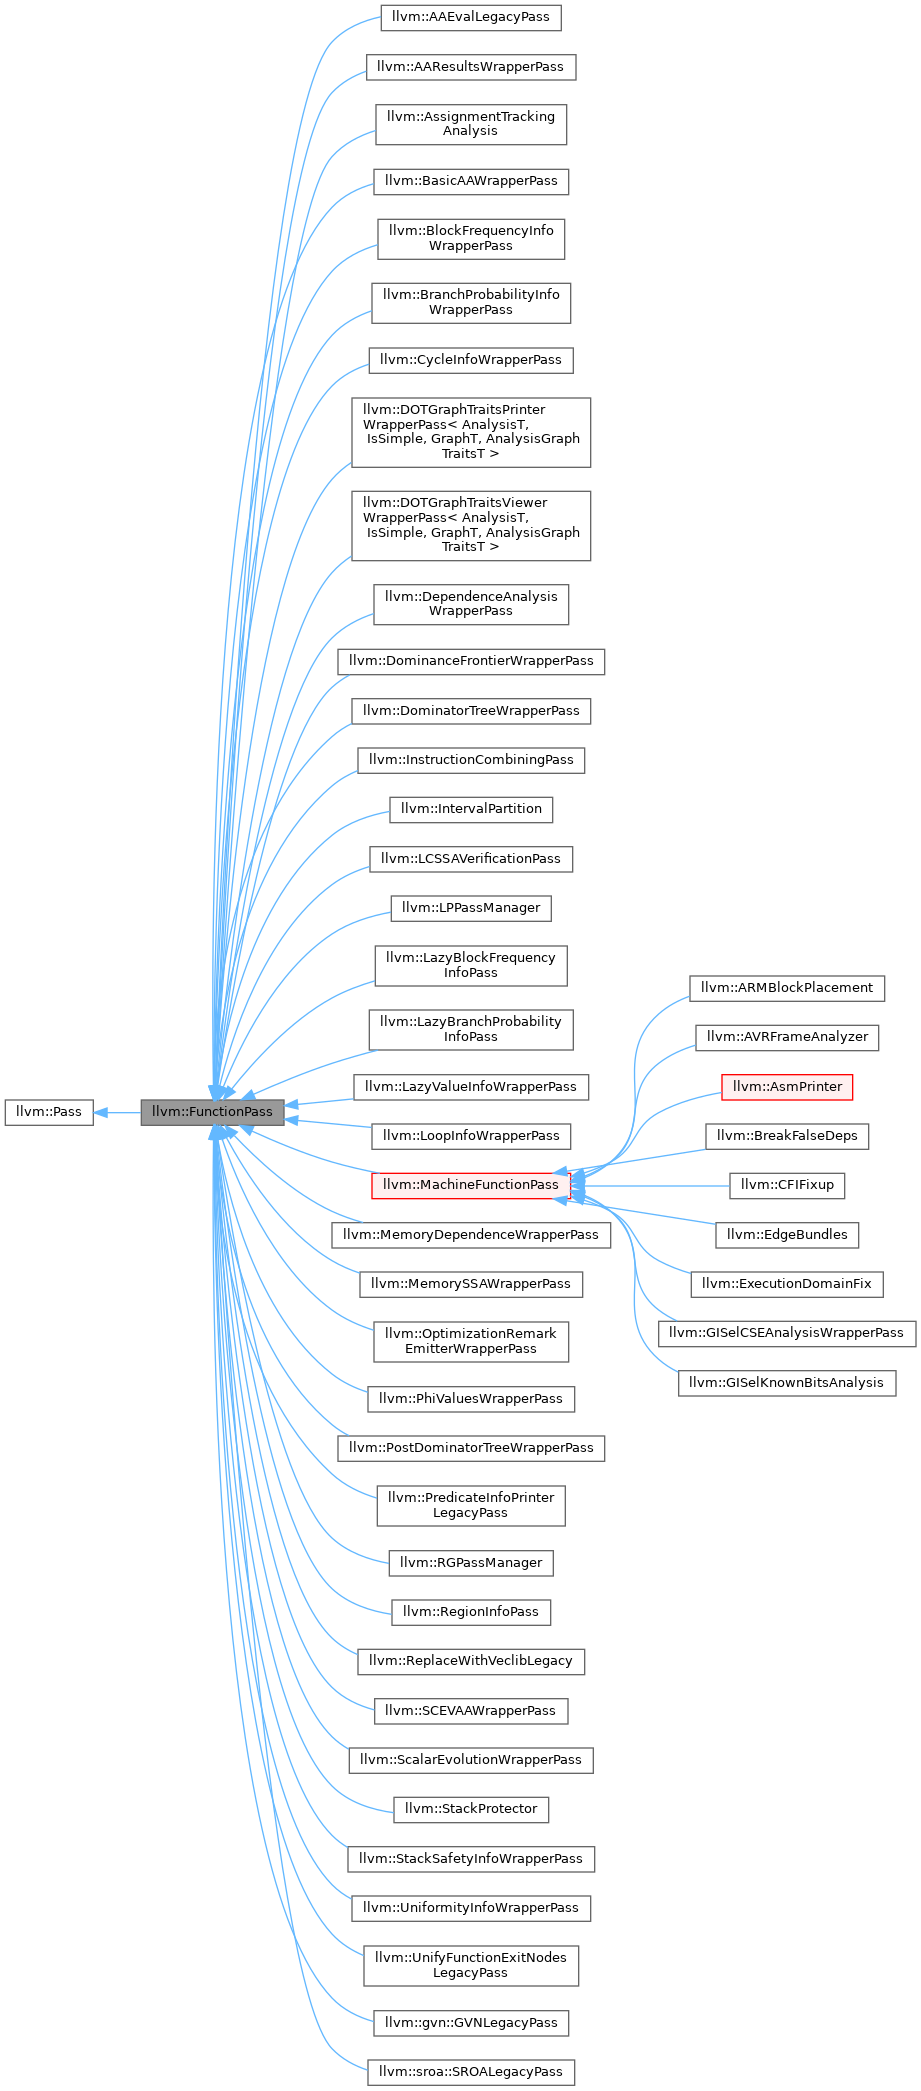 llvm::AAEvalLegacyPass
llvm::AAResultsWrapperPass
llvm::AssignmentTracking
Analysis
llvm::BasicAAWrapperPass
llvm::BlockFrequencyInfo
WrapperPass
llvm::BranchProbabilityInfo
WrapperPass
llvm::CycleInfoWrapperPass
llvm::DOTGraphTraitsPrinter
WrapperPass< AnalysisT,
IsSimple, GraphT, AnalysisGraph
TraitsT >
llvm::DOTGraphTraitsViewer
WrapperPass< AnalysisT,
IsSimple, GraphT, AnalysisGraph
TraitsT >
llvm::DependenceAnalysis
WrapperPass
llvm::DominanceFrontierWrapperPass
llvm::DominatorTreeWrapperPass
llvm::InstructionCombiningPass
llvm::IntervalPartition
llvm::LCSSAVerificationPass
llvm::LPPassManager
llvm::LazyBlockFrequency
InfoPass
llvm::LazyBranchProbability
InfoPass
llvm::LazyValueInfoWrapperPass
llvm::Pass
llvm::FunctionPass
llvm::LoopInfoWrapperPass
llvm::MachineFunctionPass
llvm::MemoryDependenceWrapperPass
llvm::MemorySSAWrapperPass
llvm::OptimizationRemark
EmitterWrapperPass
llvm::PhiValuesWrapperPass
llvm::PostDominatorTreeWrapperPass
llvm::PredicateInfoPrinter
LegacyPass
llvm::RGPassManager
llvm::RegionInfoPass
llvm::ReplaceWithVeclibLegacy
llvm::SCEVAAWrapperPass
llvm::ScalarEvolutionWrapperPass
llvm::StackProtector
llvm::StackSafetyInfoWrapperPass
llvm::UniformityInfoWrapperPass
llvm::UnifyFunctionExitNodes
LegacyPass
llvm::gvn::GVNLegacyPass
llvm::sroa::SROALegacyPass
llvm::ARMBlockPlacement
llvm::AVRFrameAnalyzer
llvm::AsmPrinter
llvm::BreakFalseDeps
llvm::CFIFixup
llvm::EdgeBundles
llvm::ExecutionDomainFix
llvm::GISelCSEAnalysisWrapperPass
llvm::GISelKnownBitsAnalysis